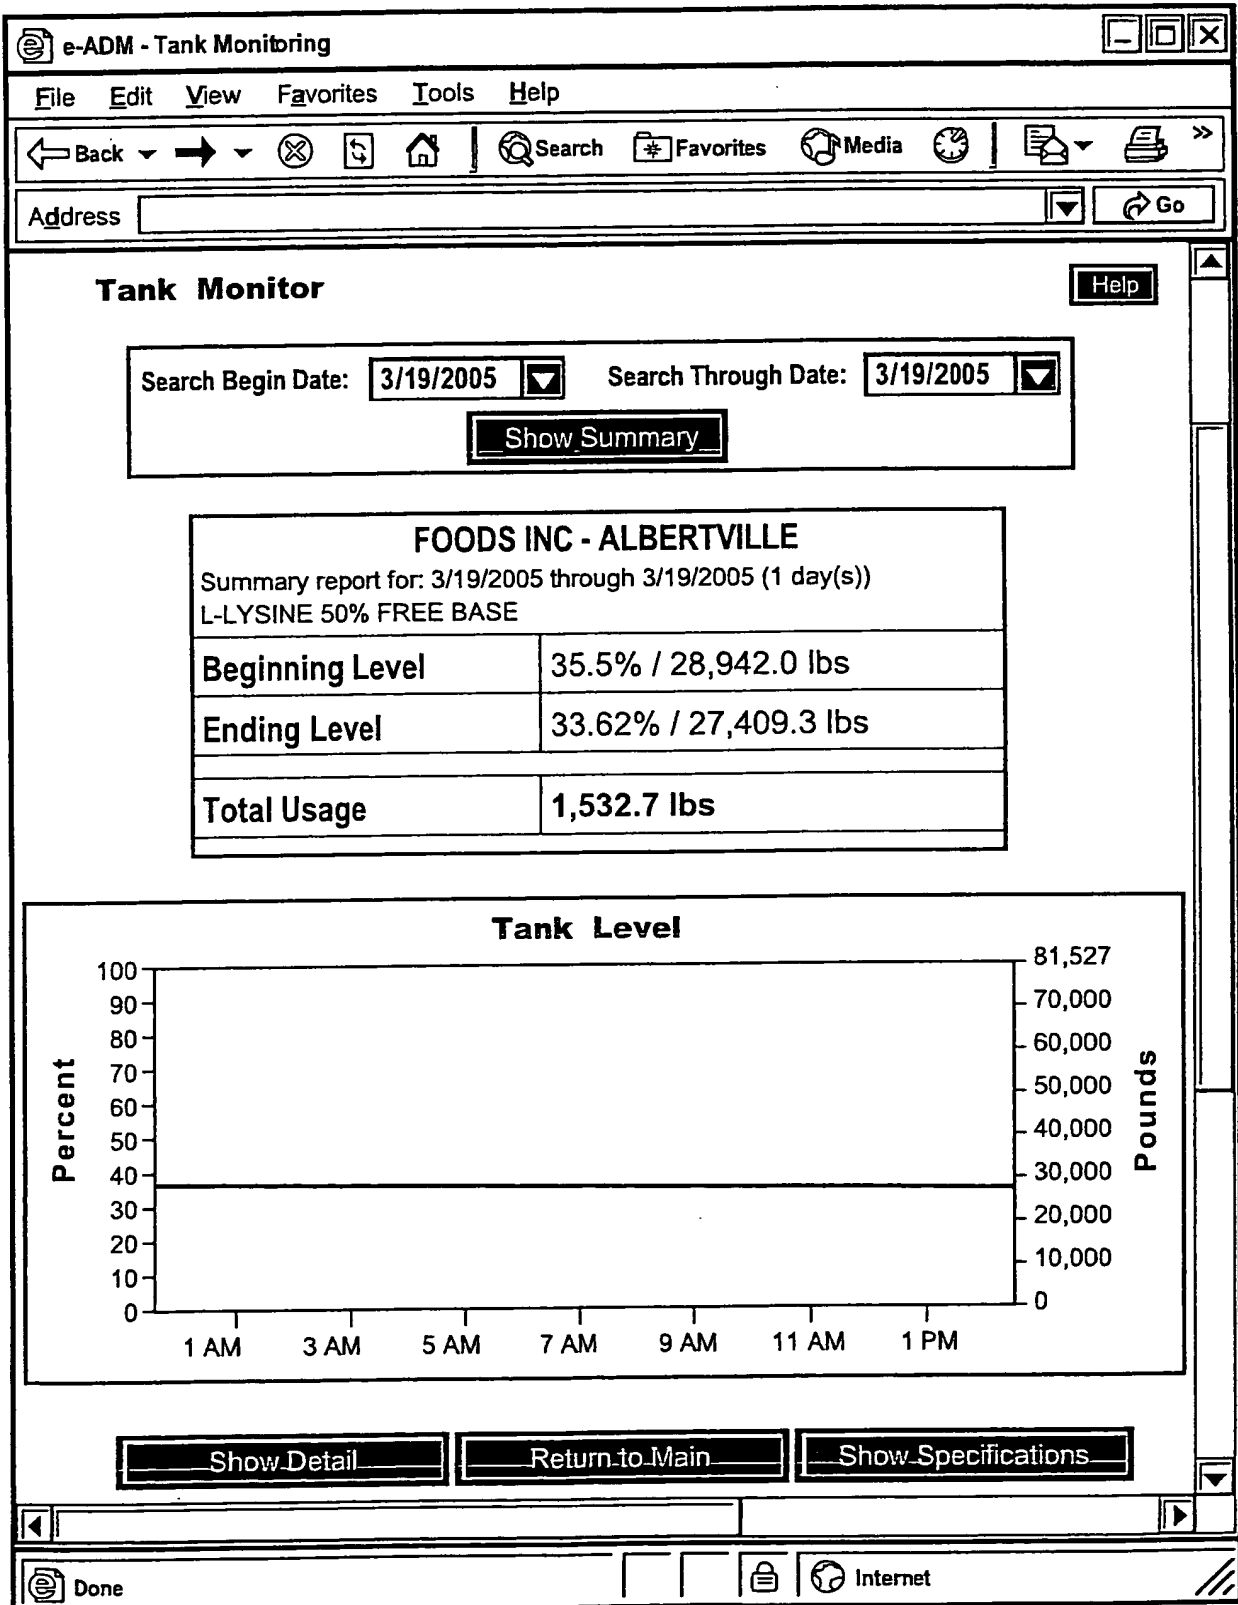 e-ADM - Tank Monitoring
File Edit View Favorites Tools Help
Back Search Favorites Media »
Address Go
Tank Monitor Help
Search Begin Date: 3/19/2005 Search Through Date: 3/19/2005
Show Summary
FOODS INC - ALBERTVILLE
Summary report for: 3/19/2005 through 3/19/2005 (1 day(s))
L-LYSINE 50% FREE BASE
Beginning Level 35.5% / 28,942.0 lbs
Ending Level 33.62% / 27,409.3 lbs
Total Usage 1,532.7 lbs
Tank Level
100 81,527
90 70,000
80 60,000
70 50,000
60 40,000
50 30,000
40 20,000
30 10,000
20 0
10
0
Percent
Pounds
1 AM 3 AM 5 AM 7 AM 9 AM 11 AM 1 PM
Show Detail Return to Main Show Specifications
Done Internet